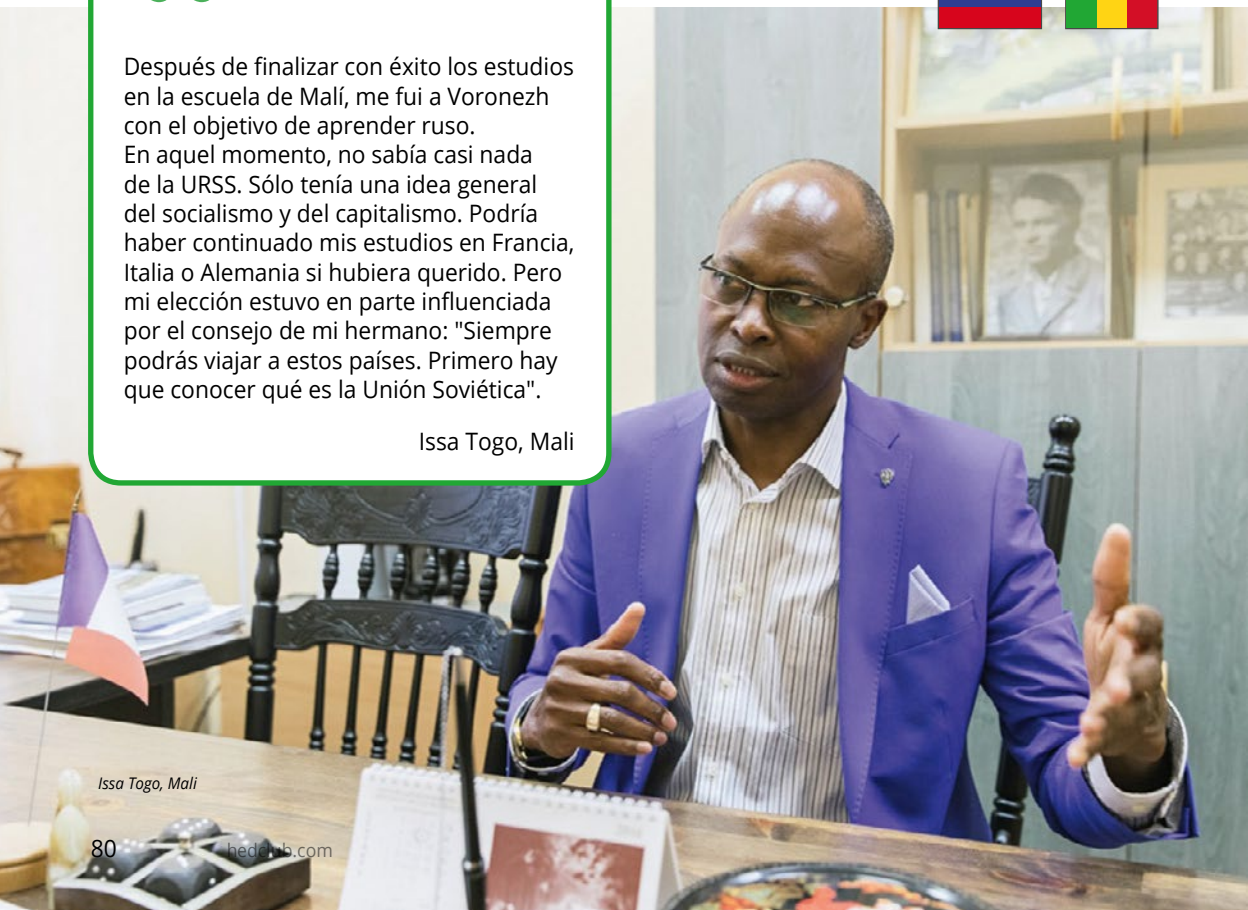 Después de finalizar con éxito los estudios
en la escuela de Malí, me fui a Voronezh
con el objetivo de aprender ruso.
En aquel momento, no sabía casi nada
de la URSS. Sólo tenía una idea general
del socialismo y del capitalismo. Podría
haber continuado mis estudios en Francia,
Italia o Alemania si hubiera querido. Pero
mi elección estuvo en parte influenciada
por el consejo de mi hermano: "Siempre
podrás viajar a estos países. Primero hay
que conocer qué es la Unión Soviética".
Issa Togo, Mali
Issa Togo, Mali
80
hedclub.com